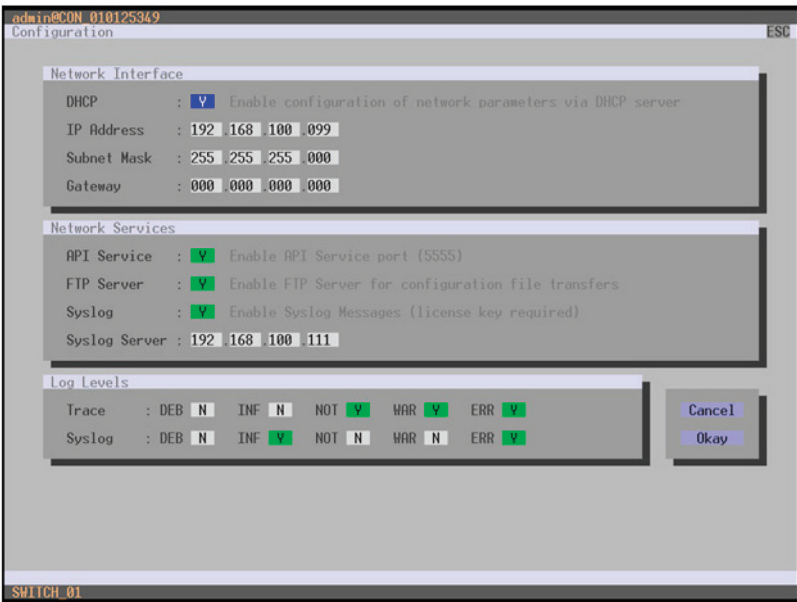 admin@CON_010125349
Configuration ESC
Network Interface
DHCP : Y Enable configuration of network parameters via DHCP server
IP Address : 192 .168 .100 .099
Subnet Mask : 255 .255 .255 .000
Gateway : 000 .000 .000 .000
Network Services
API Service : Y Enable API Service port (5555)
FTP Server : Y Enable FTP Server for configuration file transfers
Syslog : Y Enable Syslog Messages (license key required)
Syslog Server : 192 .168 .100 .111
Log Levels
Trace : DEB N INF N NOT Y WAR Y ERR Y
Syslog : DEB N INF Y NOT N WAR N ERR Y
Cancel
Okay
SWITCH_01